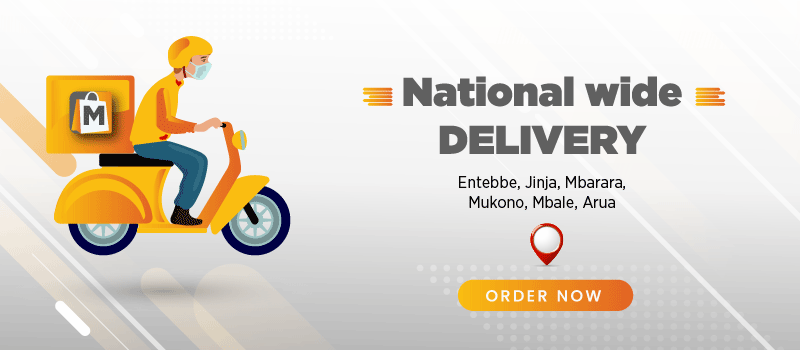 M
National wide
DELIVERY
Entebbe, Jinja, Mbarara,
Mukono, Mbale, Arua
ORDER NOW